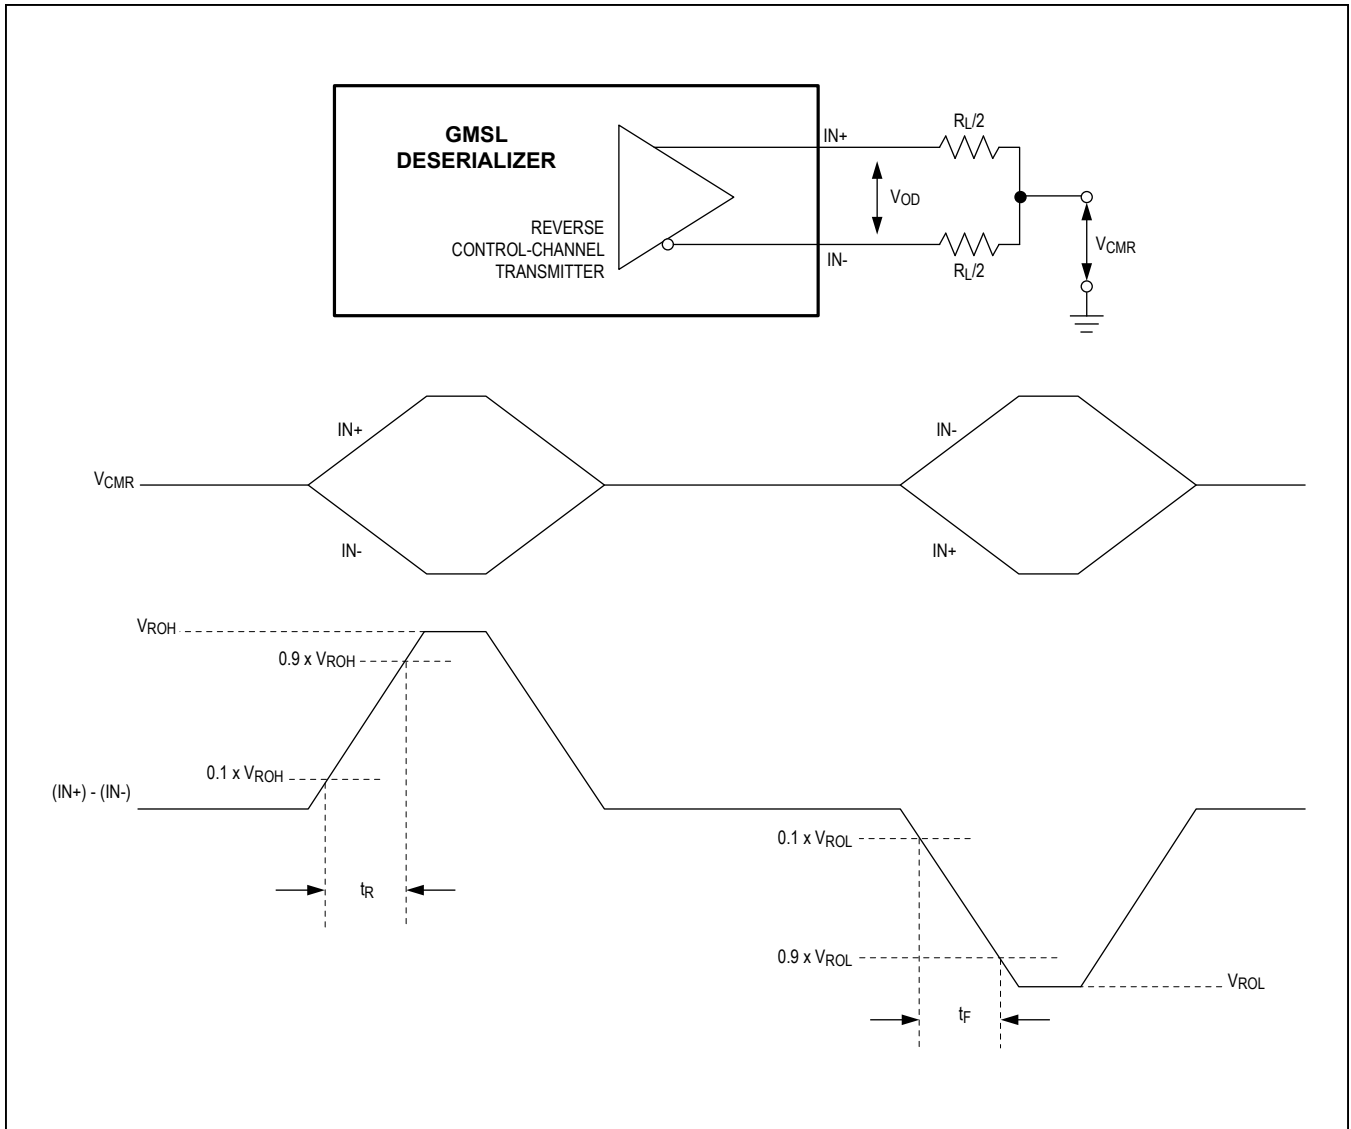 GMSL
DESERIALIZER
REVERSE
CONTROL-CHANNEL
TRANSMITTER
IN+
IN-
VOD
RL/2
RL/2
VCMR
VCMR
IN+
IN-
IN-
IN+
VROH
0.9 x VROH
0.1 x VROH
(IN+) - (IN-)
tR
0.1 x VROL
0.9 x VROL
VROL
tF